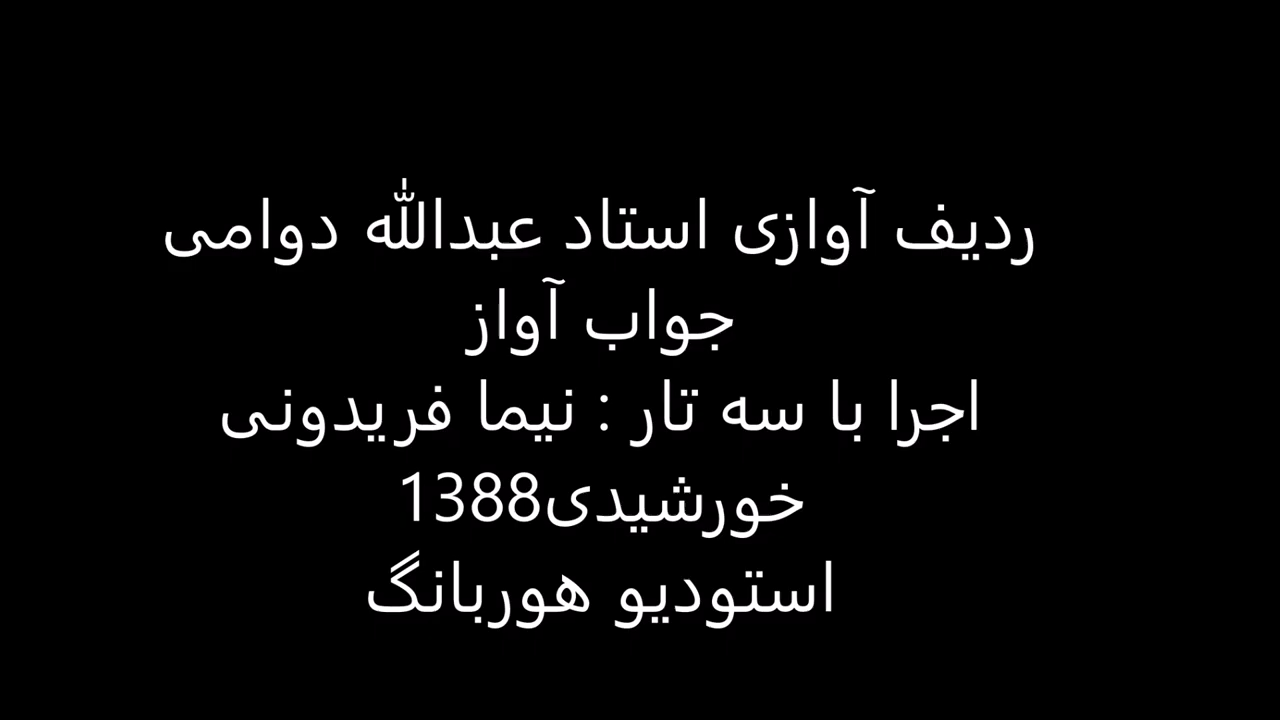 ردیف آوازی استاد عبدالله دوامی
جواب آواز
اجرا با سه تار : نیما فریدونی
خورشیدی1388
استودیو هوربانگ